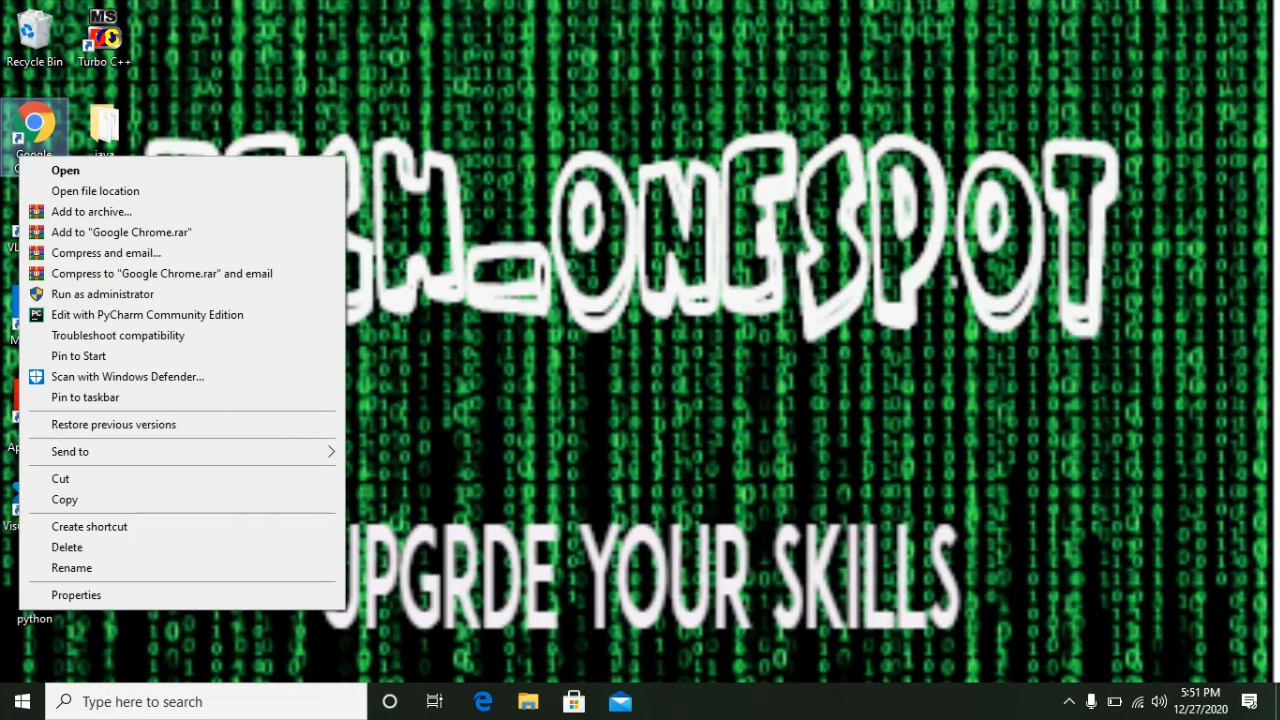 MS
Recycle Bin
Turbo C++
Google
java
Open
Open file location
Add to archive...
Add to "Google Chrome.rar"
Compress and email...
Compress to "Google Chrome.rar" and email
Run as administrator
PC
Edit with PyCharm Community Edition
Troubleshoot compatibility
Pin to Start
Scan with Windows Defender...
Pin to taskbar
Restore previous versions
Send to
Cut
Copy
Create shortcut
Delete
Rename
Properties
python
ONESPOT
UPGRDE YOUR SKILLS
Type here to search
5:51 PM
12/27/2020